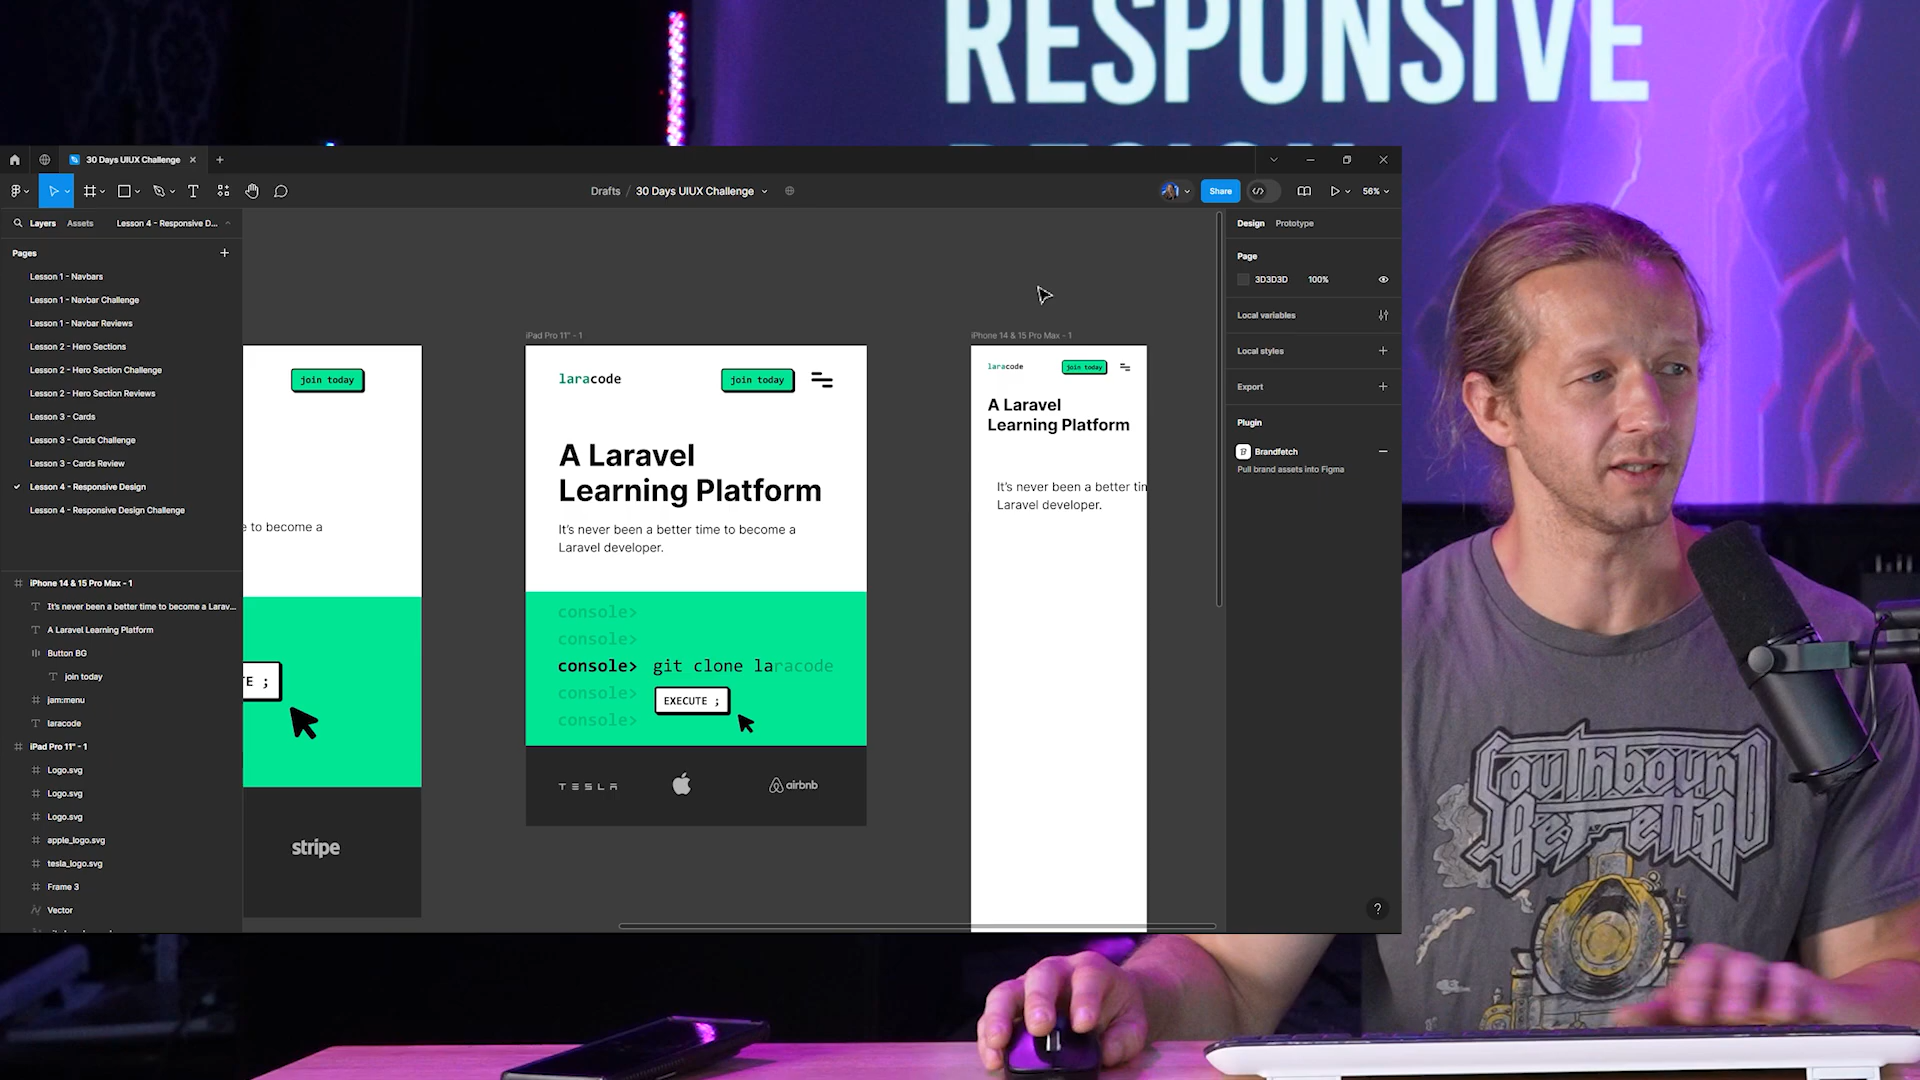 RESPONSIVE
DESIGN
30 Days UIUX Challenge
Drafts / 30 Days UIUX Challenge
Share
56%
Layers
Assets
Lesson 4 - Responsive D...
Pages
Lesson 1 - Navbars
Lesson 1 - Navbar Challenge
Lesson 1 - Navbar Reviews
Lesson 2 - Hero Sections
Lesson 2 - Hero Section Challenge
Lesson 2 - Hero Section Reviews
Lesson 3 - Cards
Lesson 3 - Cards Challenge
Lesson 3 - Cards Review
Lesson 4 - Responsive Design
Lesson 4 - Responsive Design Challenge
iPhone 14 & 15 Pro Max - 1
It's never been a better time to become a Larav...
A Laravel Learning Platform
Button BG
join today
jam:menu
laracode
iPad Pro 11" - 1
Logo.svg
Logo.svg
Logo.svg
apple_logo.svg
tesla_logo.svg
Frame 3
Vector
join today
e to become a
TE ;
stripe
iPad Pro 11" - 1
laracode
join today
A Laravel
Learning Platform
It's never been a better time to become a
Laravel developer.
console>
console>
console> git clone laracode
console>
EXECUTE ;
console>
TESLA
airbnb
iPhone 14 & 15 Pro Max - 1
laracode
join today
A Laravel
Learning Platform
It's never been a better tin
Laravel developer.
Design
Prototype
Page
3D3D3D
100%
Local variables
Local styles
Export
Plugin
Brandfetch
Pull brand assets into Figma
?
Southbound
Beretta